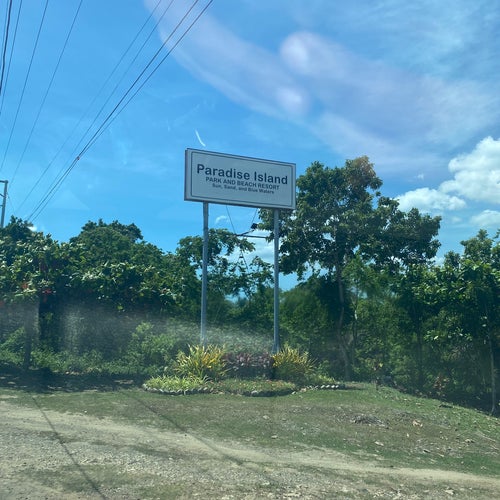 Paradise Island
PARK AND BEACH RESORT
Sun, Sand, and Blue Waters